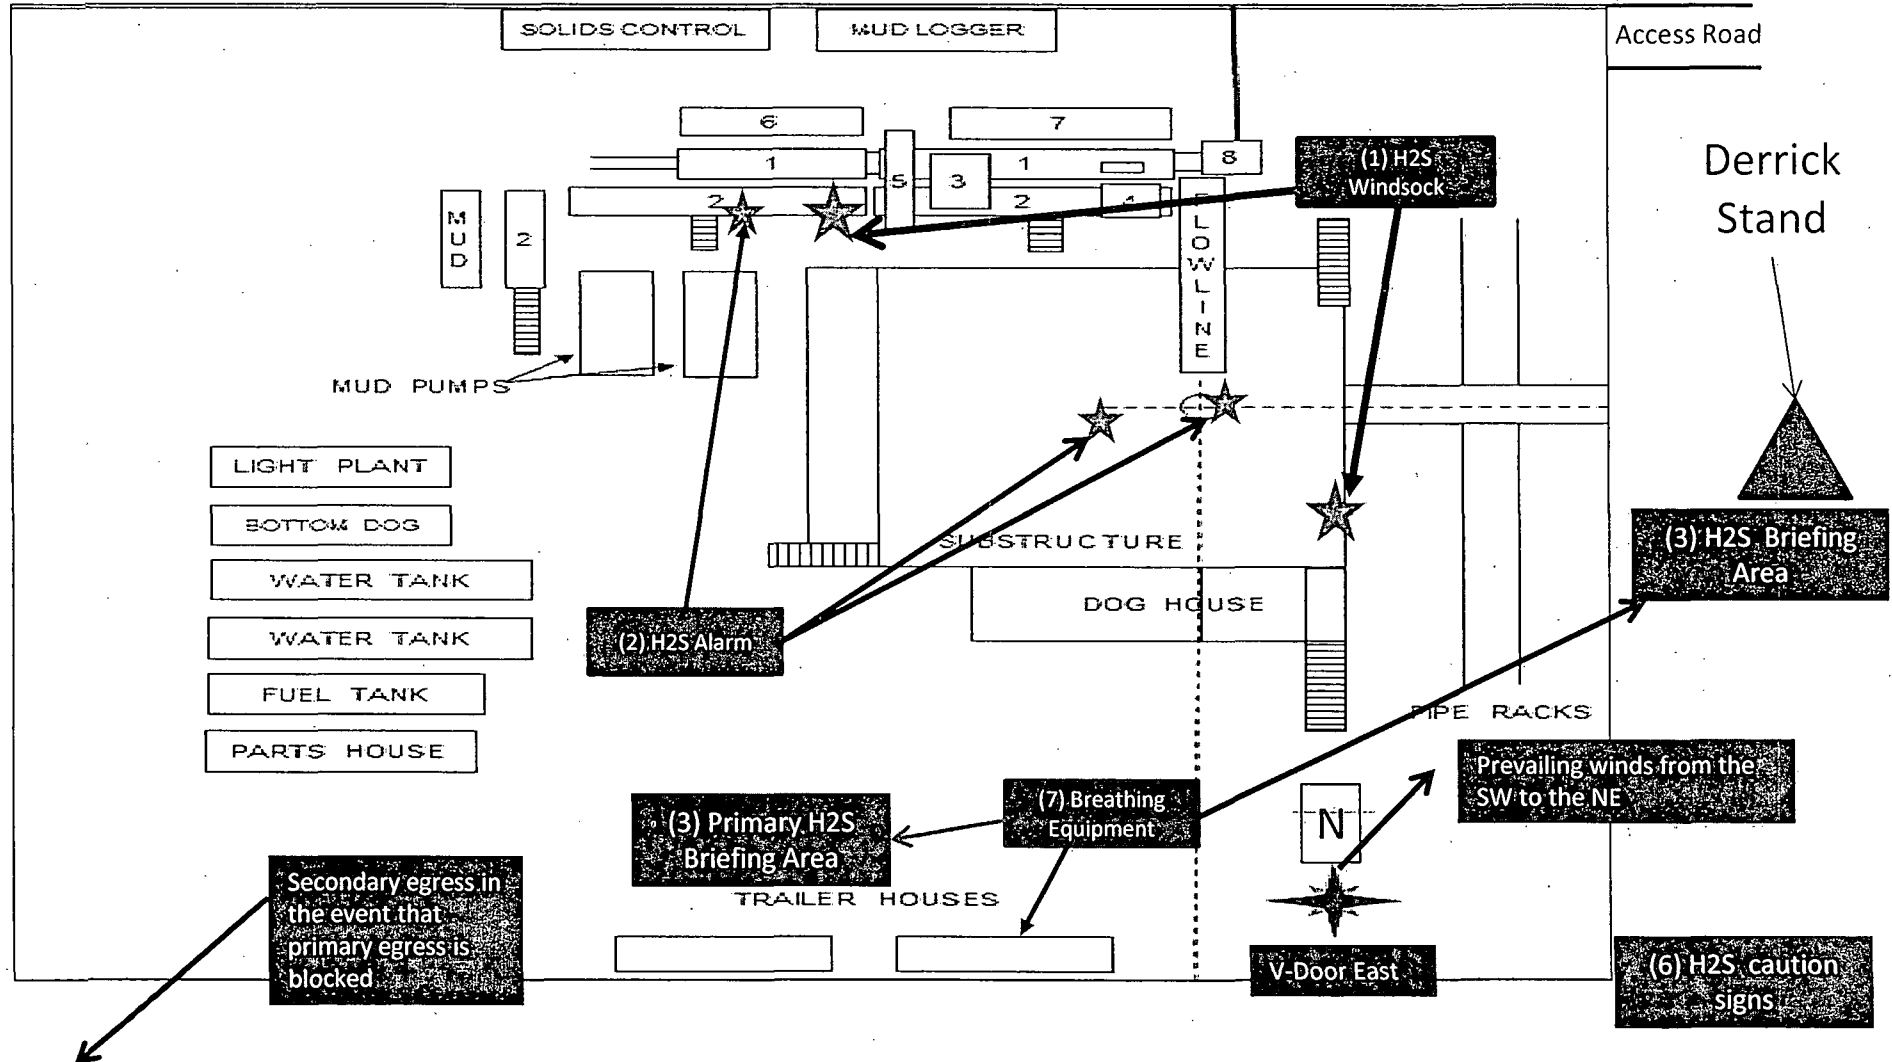 SOLIDS CONTROL
MUD LOGGER
Access Road
6
7
1
1
8
5
3
2
2
4
(1) H2S
Windsock
Derrick
Stand
MUD
2
FLOWLINE
MUD PUMPS
LIGHT PLANT
BOTTOM DOG
WATER TANK
WATER TANK
FUEL TANK
PARTS HOUSE
SUBSTRUCTURE
DOG HOUSE
(2) H2S Alarm
(3) H2S Briefing
Area
PIPE RACKS
Prevailing winds from the
SW to the NE
(7) Breathing
Equipment
(3) Primary H2S
Briefing Area
N
TRAILER HOUSES
Secondary egress in
the event that
primary egress is
blocked
V-Door East
(6) H2S caution
signs